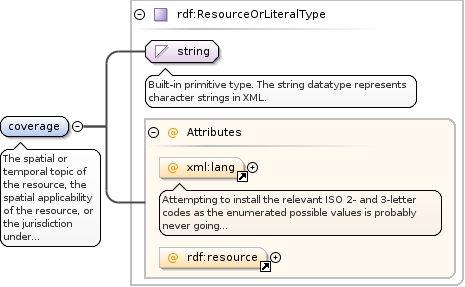 rdf:ResourceOrLiteralType
string
Built-in primitive type. The string datatype represents
character strings in XML.
coverage
The spatial or
temporal topic of
the resource, the
spatial applicability
of the resource, or
the jurisdiction
under...
@ Attributes
@ xml:lang
Attempting to install the relevant ISO 2- and 3-letter
codes as the enumerated possible values is probably
never going...
@ rdf:resource